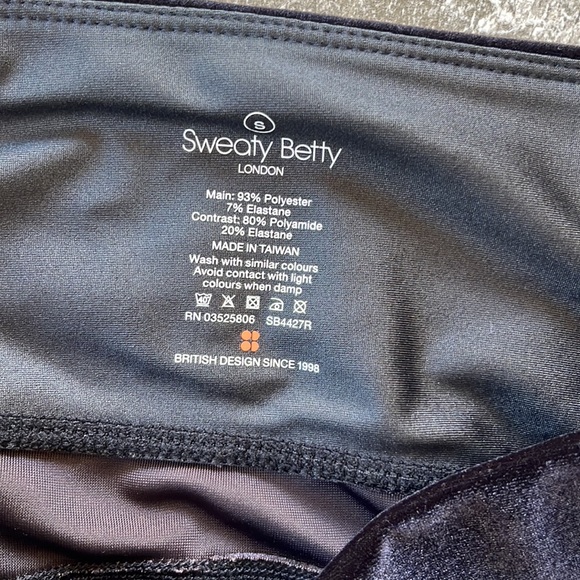 S
Sweaty Betty
LONDON
Main: 93% Polyester
7% Elastane
Contrast: 80% Polyamide
20% Elastane
MADE IN TAIWAN
Wash with similar colours
Avoid contact with light
colours when damp
RN 03525806 SB4427R
BRITISH DESIGN SINCE 1998